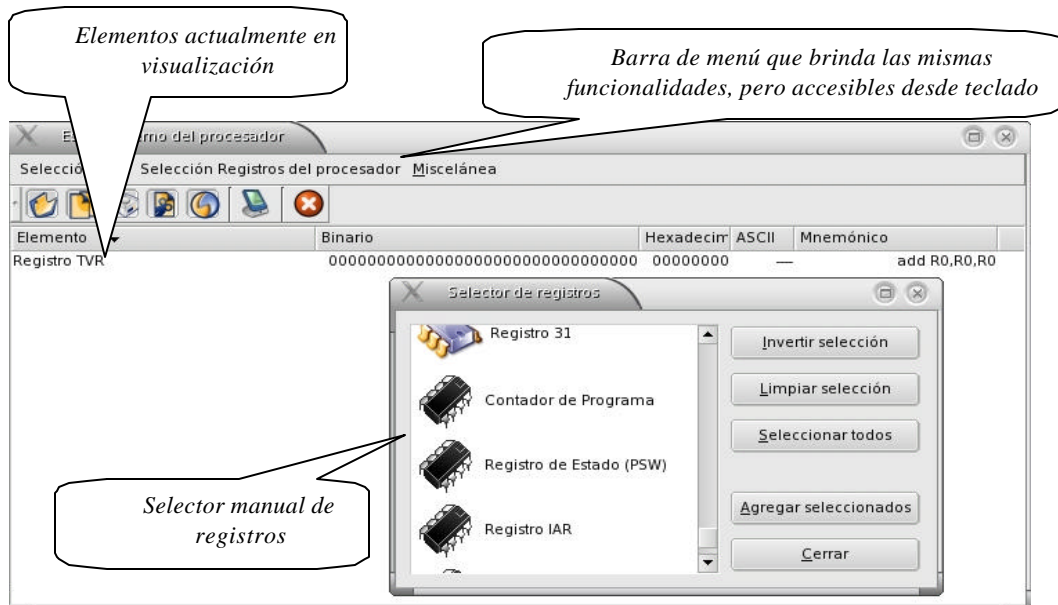 Elementos actualmente en
visualización
Barra de menú que brinda las mismas
funcionalidades, pero accesibles desde teclado
rno del procesador
Selección Registros del procesador Miscelánea
Elemento Binario Hexadecim ASCII Mnemónico
Registro TVR 00000000000000000000000000000000 00000000 — add R0,R0,R0
Selector de registros
Registro 31
Contador de Programa
Registro de Estado (PSW)
Registro IAR
Invertir selección
Limpiar selección
Seleccionar todos
Agregar seleccionados
Cerrar
Selector manual de
registros